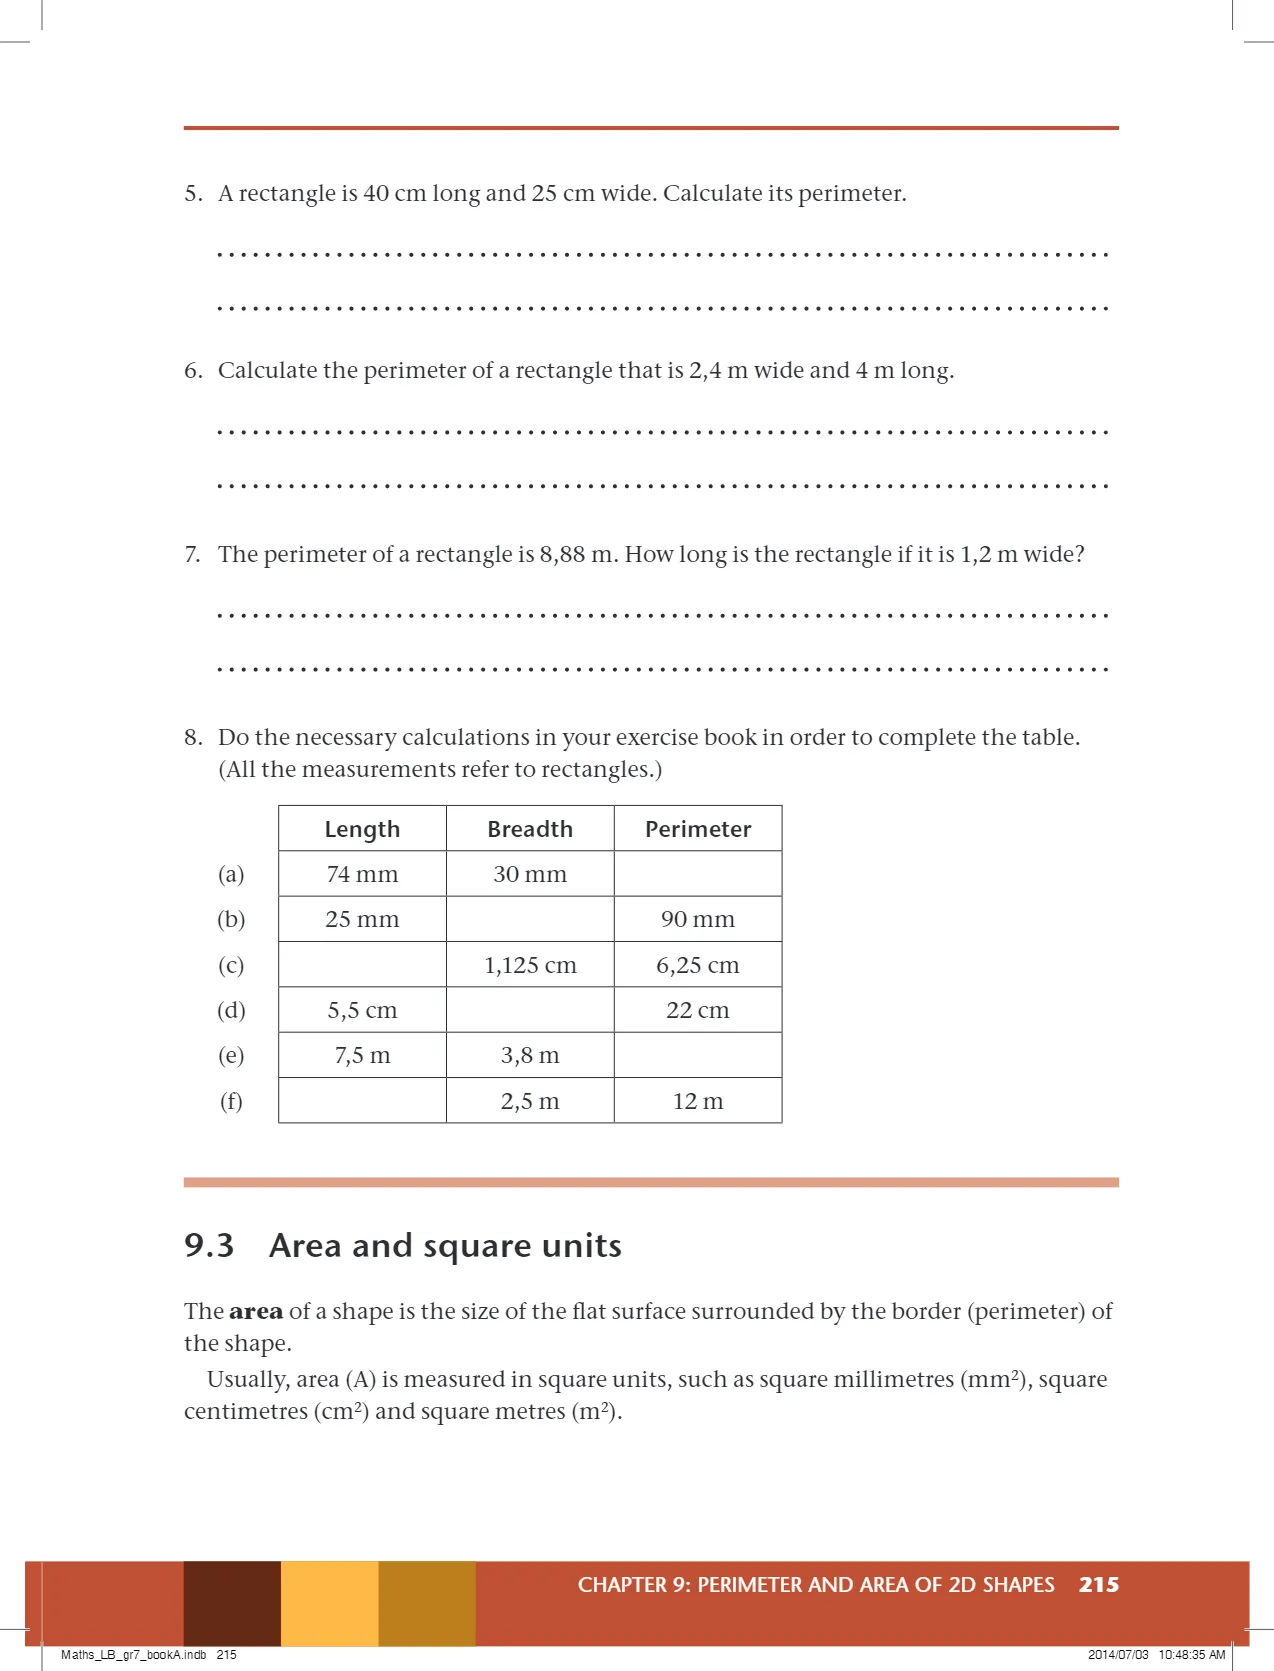 5. A rectangle is 40 cm long and 25 cm wide. Calculate its perimeter.
6. Calculate the perimeter of a rectangle that is 2,4 m wide and 4 m long.
7. The perimeter of a rectangle is 8,88 m. How long is the rectangle if it is 1,2 m wide?
8. Do the necessary calculations in your exercise book in order to complete the table.
(All the measurements refer to rectangles.)
Length Breadth Perimeter
(a) 74 mm 30 mm
(b) 25 mm 90 mm
(c) 1,125 cm 6,25 cm
(d) 5,5 cm 22 cm
(e) 7,5 m 3,8 m
(f) 2,5 m 12 m
9.3 Area and square units
The area of a shape is the size of the flat surface surrounded by the border (perimeter) of
the shape.
Usually, area (A) is measured in square units, such as square millimetres (mm²), square
centimetres (cm²) and square metres (m²).
CHAPTER 9: PERIMETER AND AREA OF 2D SHAPES 215
Maths_LB_gr7_bookA.indb 215 2014/07/03 10:48:35 AM